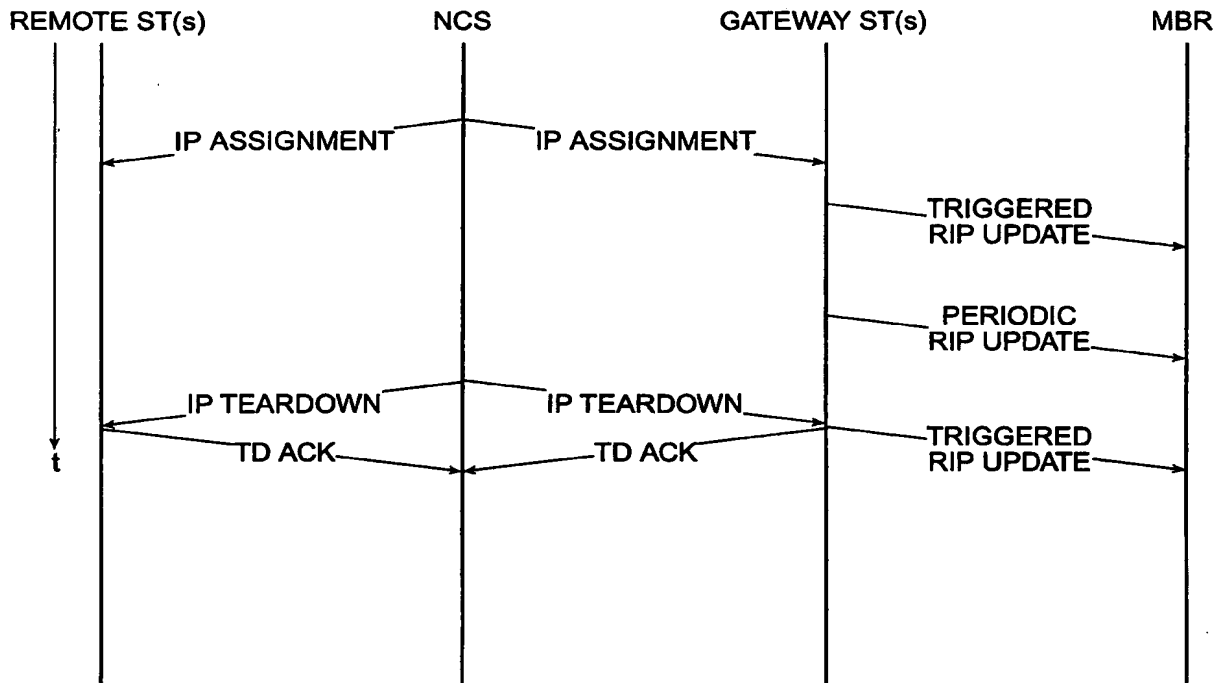 REMOTE ST(s) NCS GATEWAY ST(s) MBR
IP ASSIGNMENT IP ASSIGNMENT
TRIGGERED
RIP UPDATE
PERIODIC
RIP UPDATE
IP TEARDOWN IP TEARDOWN
TD ACK TD ACK TRIGGERED
RIP UPDATE
t